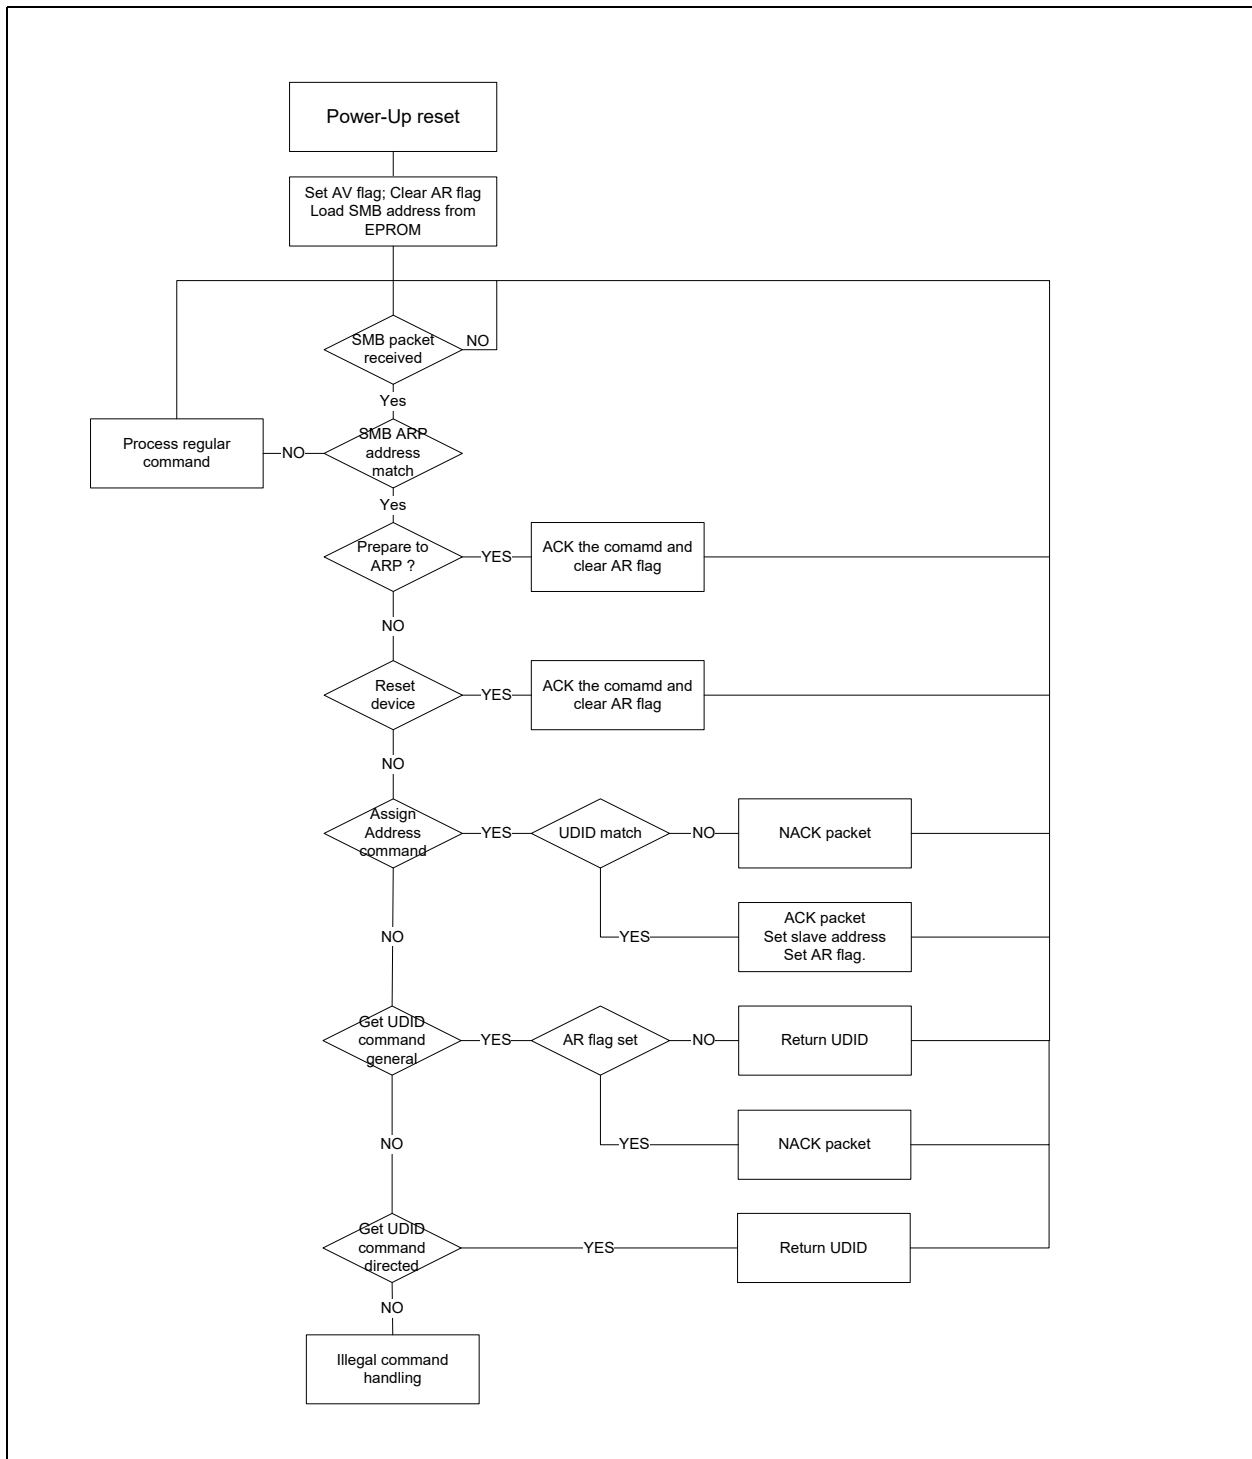 Power-Up reset
Set AV flag; Clear AR flag
Load SMB address from
EPROM
SMB packet
received
NO
Yes
Process regular
command
NO
SMB ARP
address
match
Yes
Prepare to
ARP ?
YES
ACK the comamd and
clear AR flag
NO
Reset
device
YES
ACK the comamd and
clear AR flag
NO
Assign
Address
command
YES
UDID match
NO
NACK packet
YES
ACK packet
Set slave address
Set AR flag.
NO
Get UDID
command
general
YES
AR flag set
NO
Return UDID
YES
NACK packet
NO
Get UDID
command
directed
YES
Return UDID
NO
Illegal command
handling